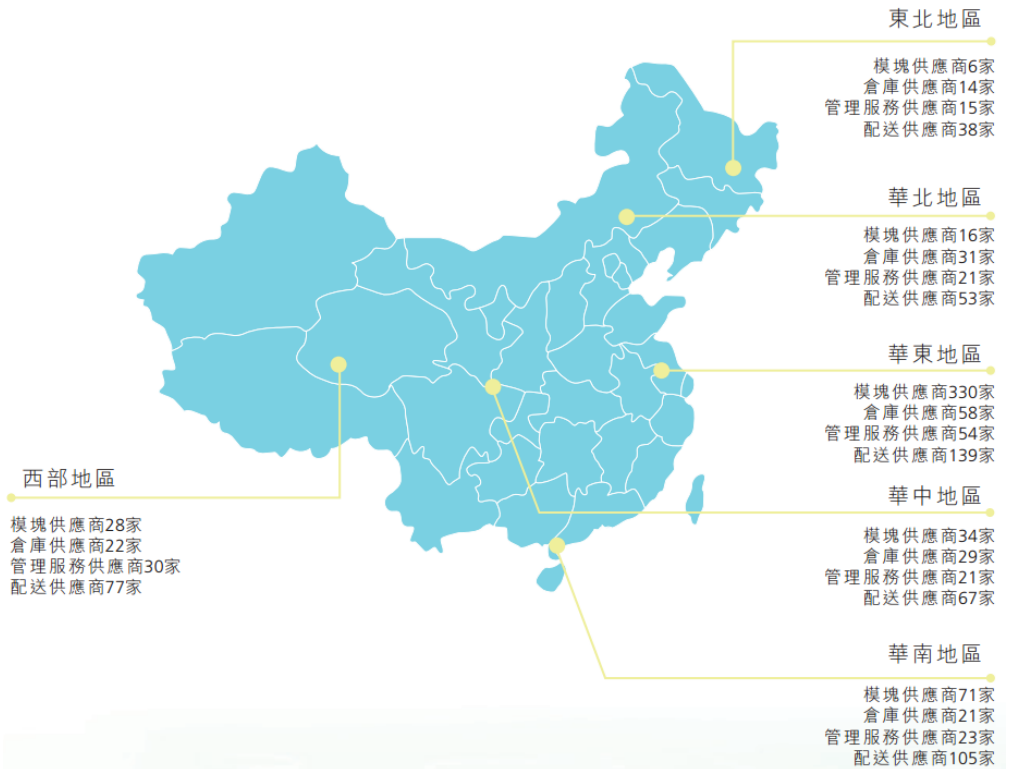 東北地區
模塊供應商6家
倉庫供應商14家
管理服務供應商15家
配送供應商38家
華北地區
模塊供應商16家
倉庫供應商31家
管理服務供應商21家
配送供應商53家
華東地區
模塊供應商330家
倉庫供應商58家
管理服務供應商54家
配送供應商139家
西部地區
模塊供應商28家
倉庫供應商22家
管理服務供應商30家
配送供應商77家
華中地區
模塊供應商34家
倉庫供應商29家
管理服務供應商21家
配送供應商67家
華南地區
模塊供應商71家
倉庫供應商21家
管理服務供應商23家
配送供應商105家